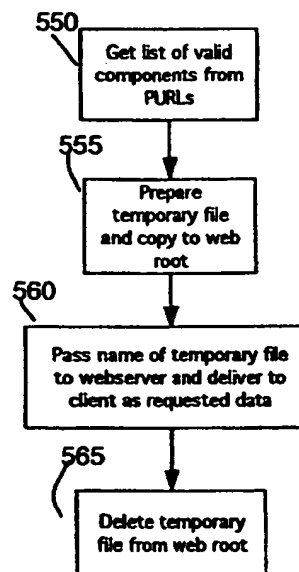 550
Get list of valid
components from
PURLs
555
Prepare
temporary file
and copy to web
root
560
Pass name of temporary file
to webserver and deliver to
client as requested data
565
Delete temporary
file from web root